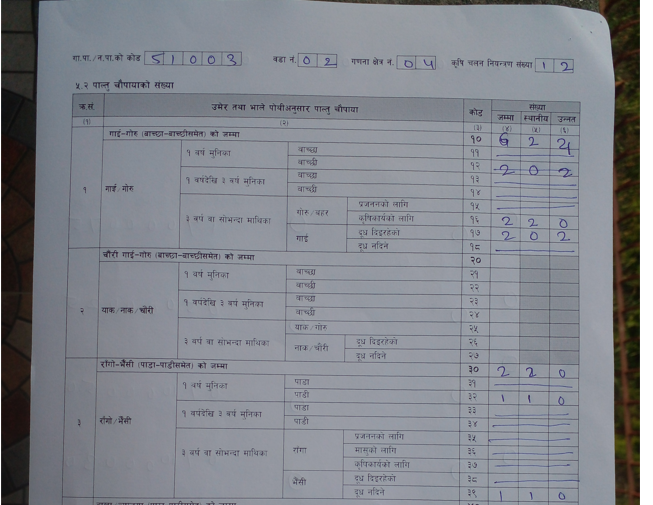 गा.पा./न.पा.को कोड 5 1 0 0 3 वडा नं. 0 2 गणना क्षेत्र नं. 0 4 कृषि चलन नियन्त्रण संख्या 1 2
५.२ पाल्तु चौपायाको संख्या
क्र.सं. उमेर तथा भाले पोथीअनुसार पाल्तु चौपाया कोड संख्या
जम्मा स्थानीय उन्नत
(१) (२) (३) (४) (५) (६)
गाई-गोरु (बाच्छा-बाच्छीसमेत) को जम्मा १० 6 2 4
१ वर्ष मुनिका बाच्छा ११
बाच्छी १२ 2 0 2
१ वर्षदेखि ३ वर्ष मुनिका बाच्छा १३
बाच्छी १४
१ गाई/गोरु
३ वर्ष वा सोभन्दा माथिका गोरु/बहर प्रजननको लागि १५
कृषिकार्यको लागि १६ 2 2 0
गाई दूध दिइरहेको १७ 2 0 2
दूध नदिने १८
चौंरी गाई-गोरु (बाच्छा-बाच्छीसमेत) को जम्मा २०
१ वर्ष मुनिका बाच्छा २१
बाच्छी २२
१ वर्षदेखि ३ वर्ष मुनिका बाच्छा २३
बाच्छी २४
२ याक/नाक/चौंरी
३ वर्ष वा सोभन्दा माथिका याक/गोरु २५
नाक/चौंरी दूध दिइरहेको २६
दूध नदिने २७
राँगो-भैंसी (पाडा-पाडीसमेत) को जम्मा ३० 2 2 0
१ वर्ष मुनिका पाडा ३१
पाडी ३२ 1 1 0
१ वर्षदेखि ३ वर्ष मुनिका पाडा ३३
पाडी ३४
३ राँगो/भैंसी
३ वर्ष वा सोभन्दा माथिका राँगा प्रजननको लागि ३५
मासुको लागि ३६
कृषिकार्यको लागि ३७
भैंसी दूध दिइरहेको ३८
दूध नदिने ३९ 1 1 0